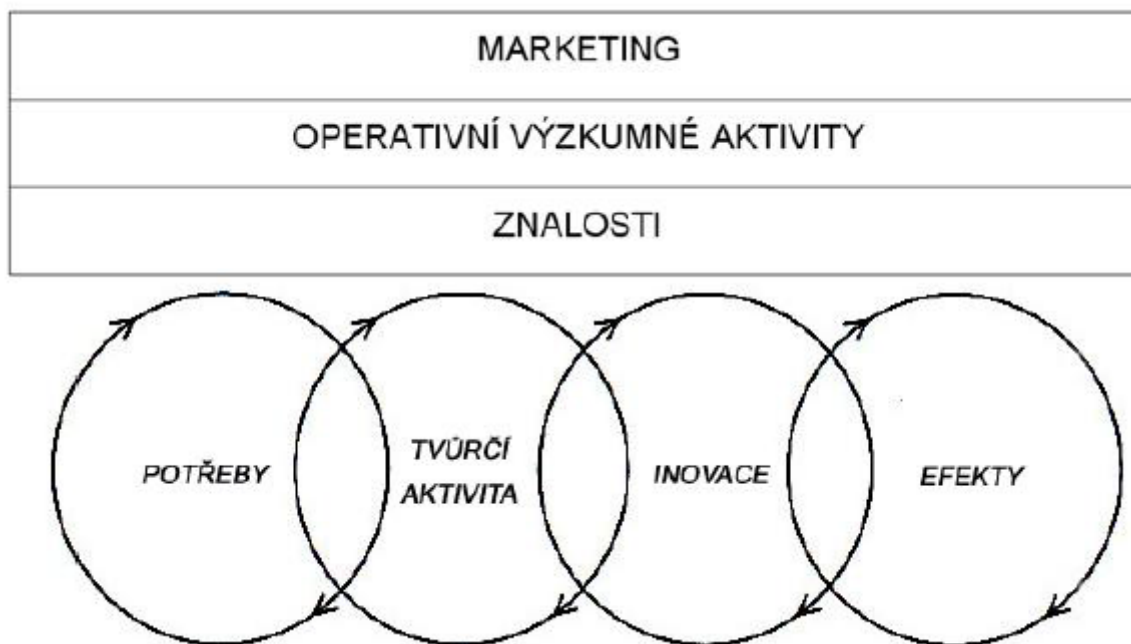 MARKETING
OPERATIVNÍ VÝZKUMNÉ AKTIVITY
ZNALOSTI
POTŘEBY
TVŮRČÍ
AKTIVITA
INOVACE
EFEKTY